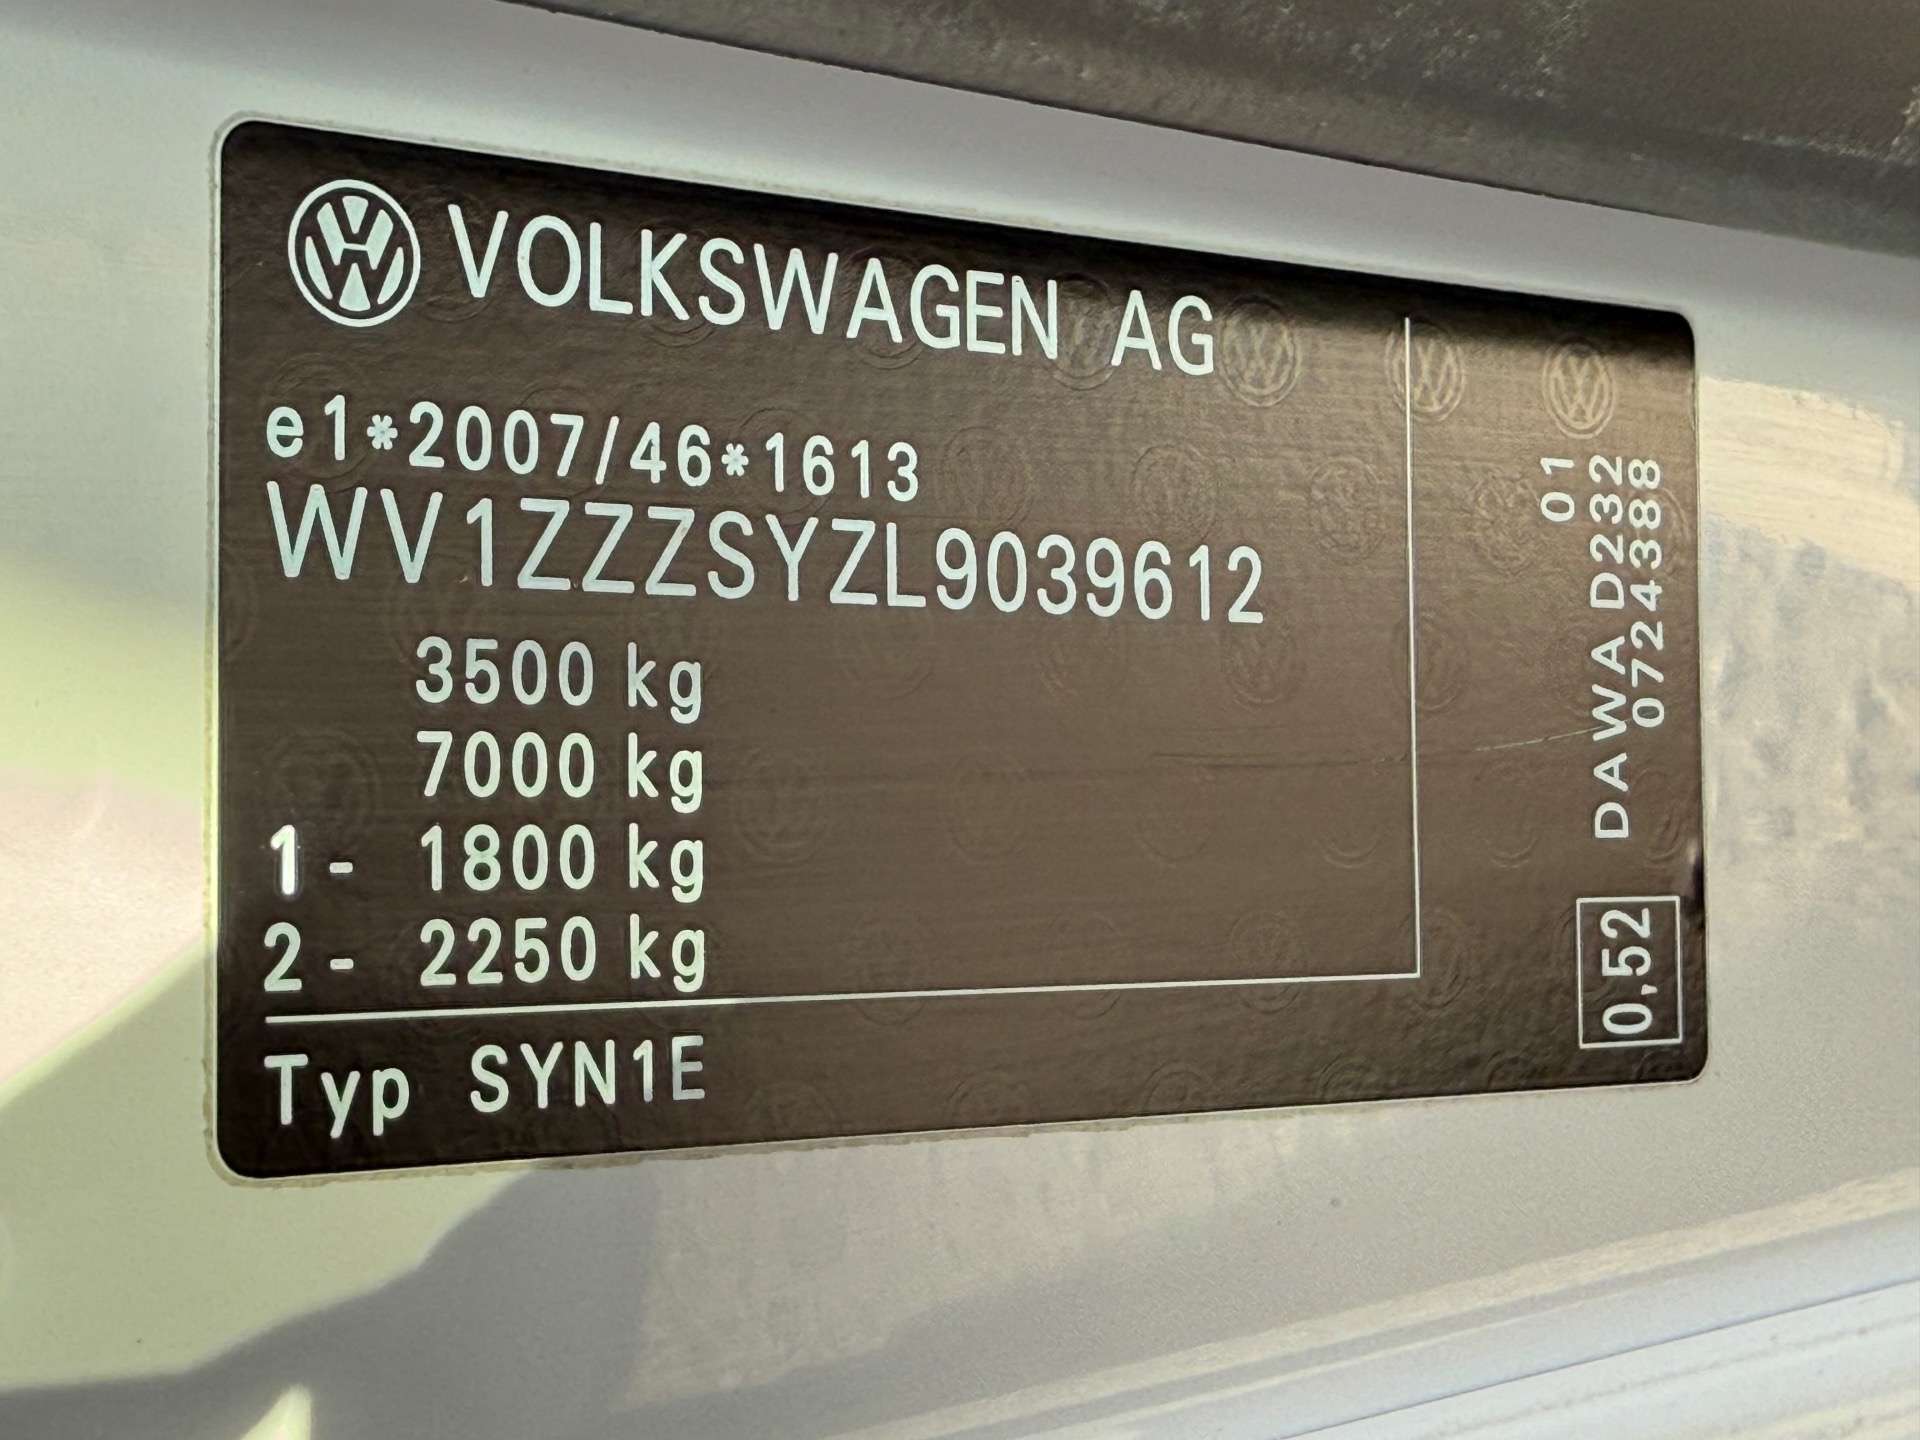 VOLKSWAGEN AG
e1*2007/46*1613
WV1ZZZSYZL9039612
3500 kg
7000 kg
1 - 1800 kg
2 - 2250 kg
Typ SYN1E
01
DAWA D232
0724388
0,52